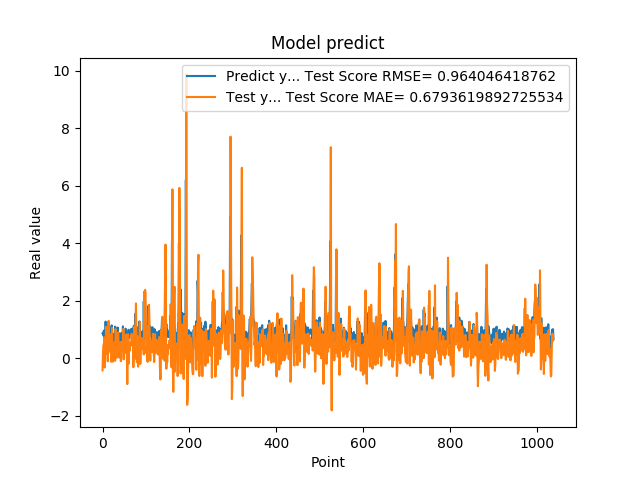 Model predict
Predict y... Test Score RMSE= 0.964046418762
Test y... Test Score MAE= 0.6793619892725534
Real value
10
8
6
4
2
0
−2
0 200 400 600 800 1000
Point